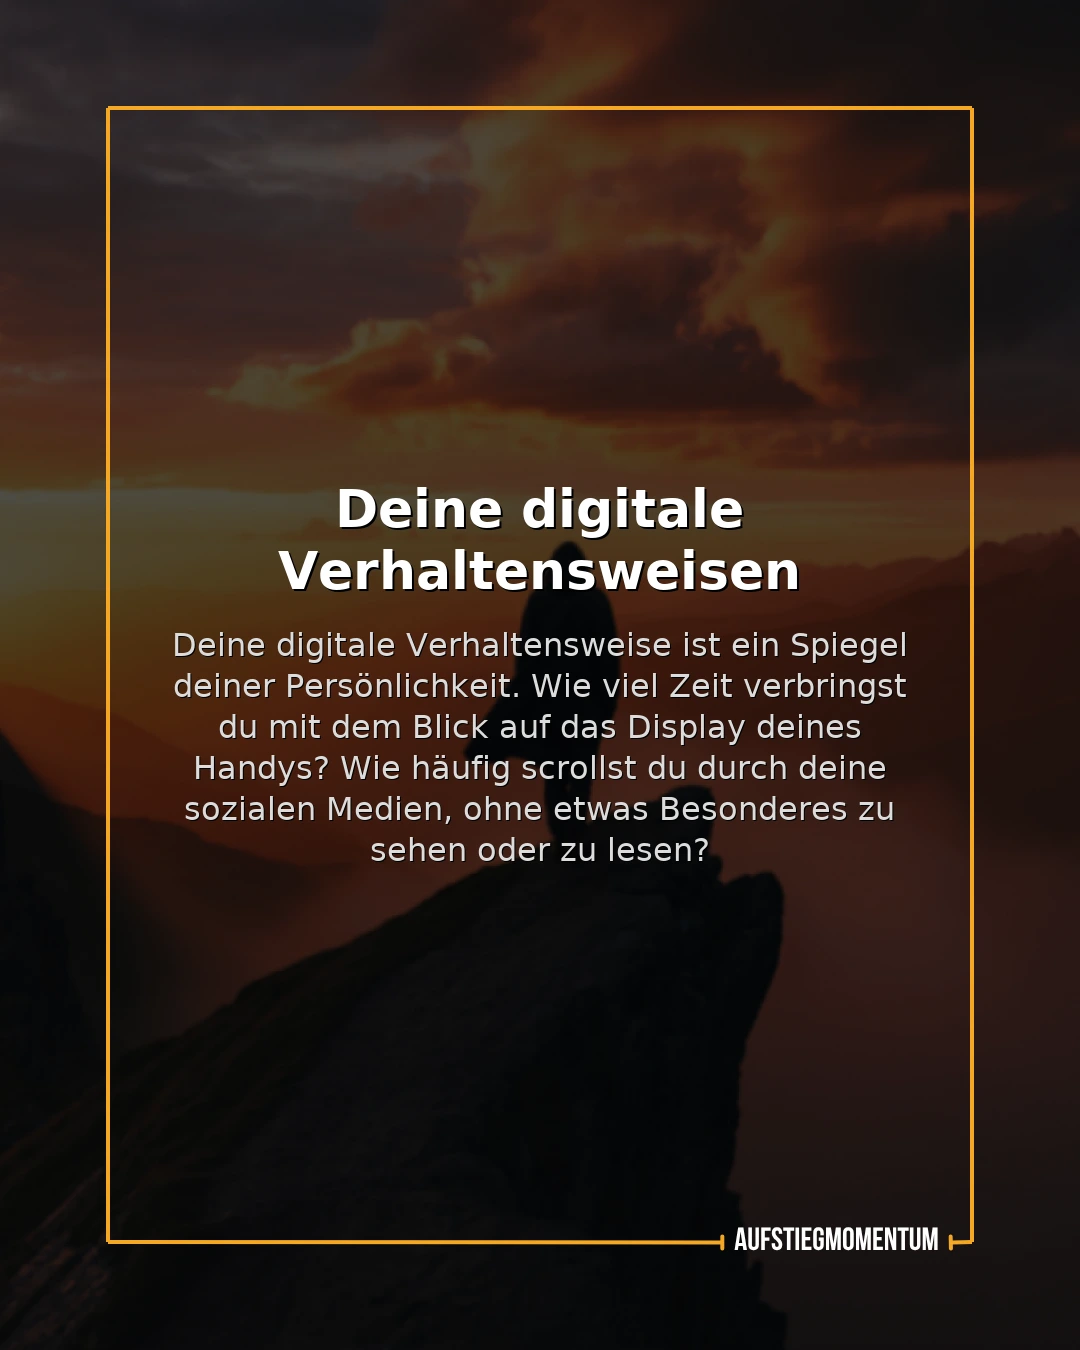 Deine digitale
Verhaltensweisen
Deine digitale Verhaltensweise ist ein Spiegel
deiner Persönlichkeit. Wie viel Zeit verbringst
du mit dem Blick auf das Display deines
Handys? Wie häufig scrollst du durch deine
sozialen Medien, ohne etwas Besonderes zu
sehen oder zu lesen?
AUFSTIEGMOMENTUM